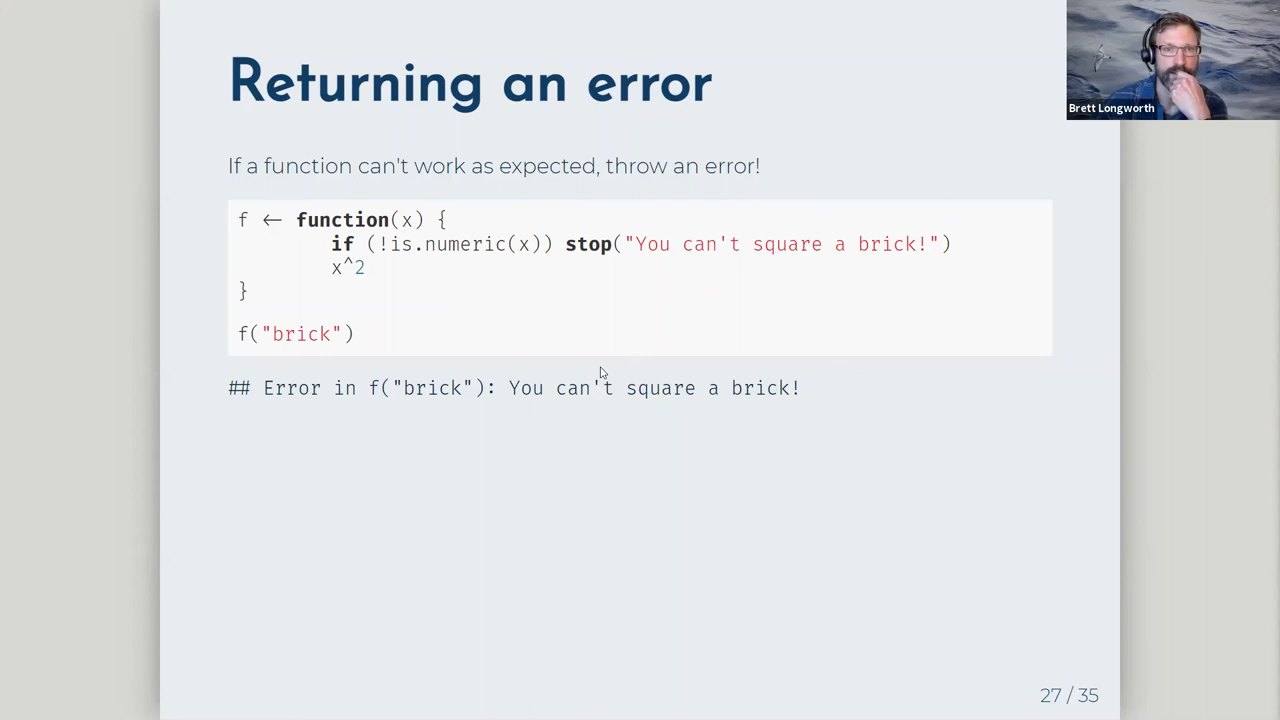 Returning an error
Brett Longworth
If a function can't work as expected, throw an error!
f ← function(x) {
if (!is.numeric(x)) stop("You can't square a brick!")
x^2
}
f("brick")
## Error in f("brick"): You can't square a brick!
27 / 35